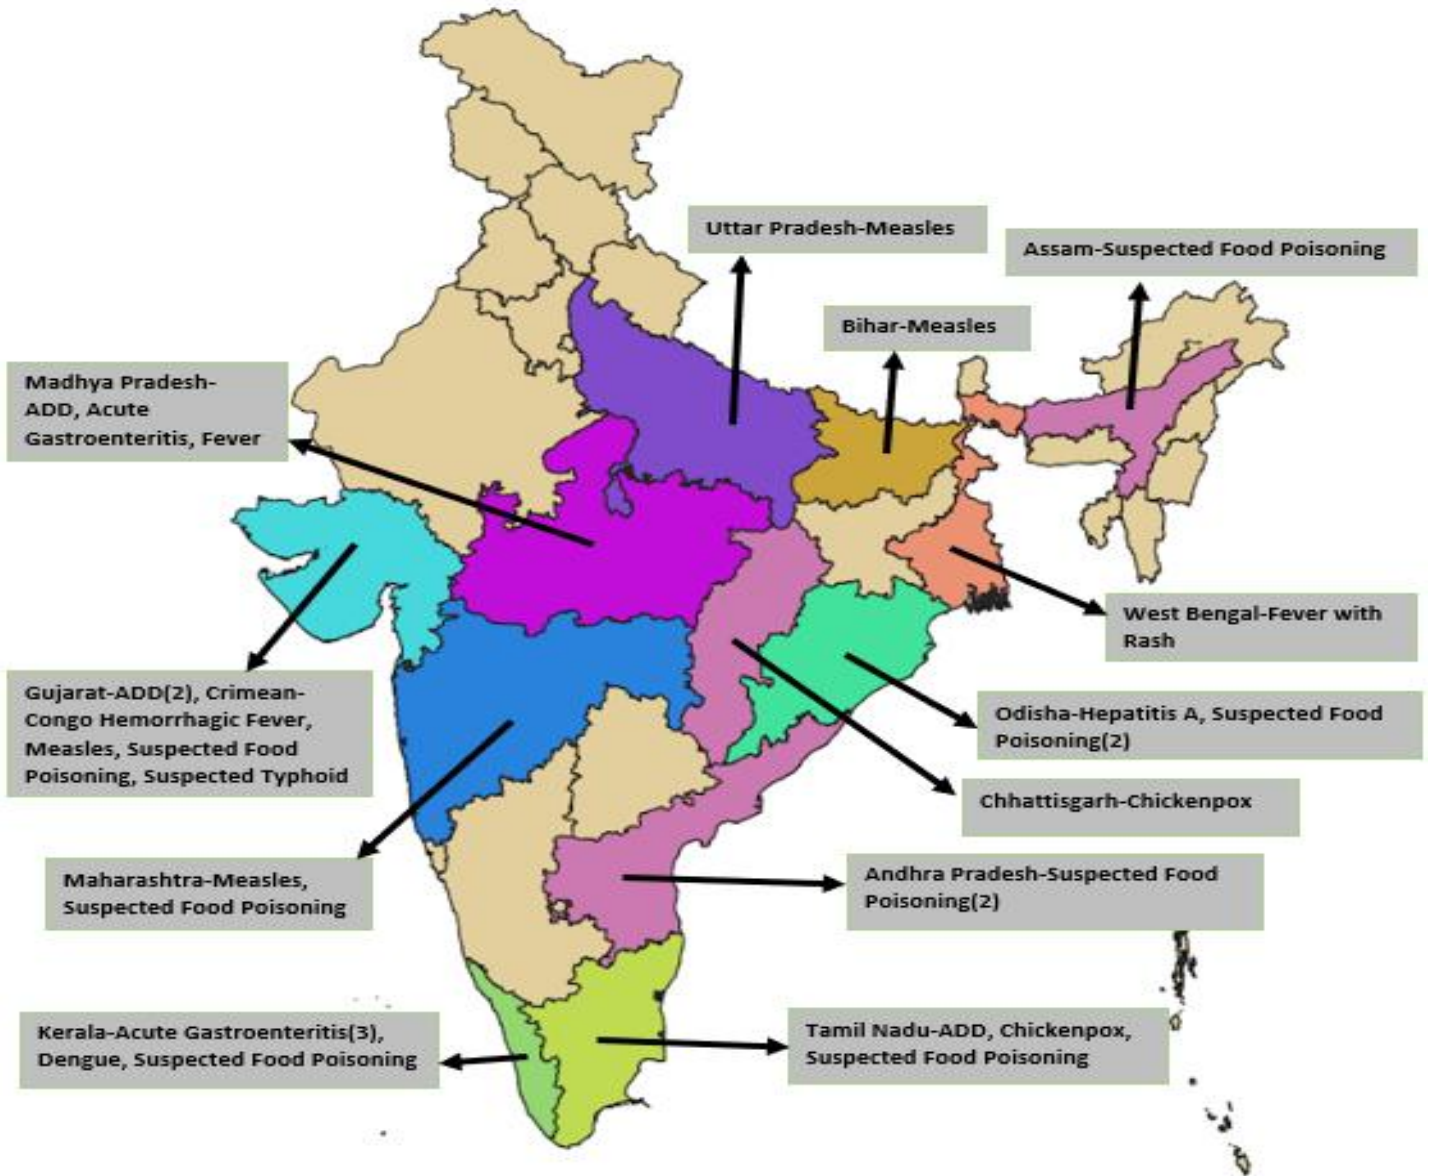 Uttar Pradesh-Measles
Assam-Suspected Food Poisoning
Bihar-Measles
Madhya Pradesh-
ADD, Acute
Gastroenteritis, Fever
West Bengal-Fever with
Rash
Gujarat-ADD(2), Crimean-
Congo Hemorrhagic Fever,
Measles, Suspected Food
Poisoning, Suspected Typhoid
Odisha-Hepatitis A, Suspected Food
Poisoning(2)
Chhattisgarh-Chickenpox
Maharashtra-Measles,
Suspected Food Poisoning
Andhra Pradesh-Suspected Food
Poisoning(2)
Kerala-Acute Gastroenteritis(3),
Dengue, Suspected Food Poisoning
Tamil Nadu-ADD, Chickenpox,
Suspected Food Poisoning